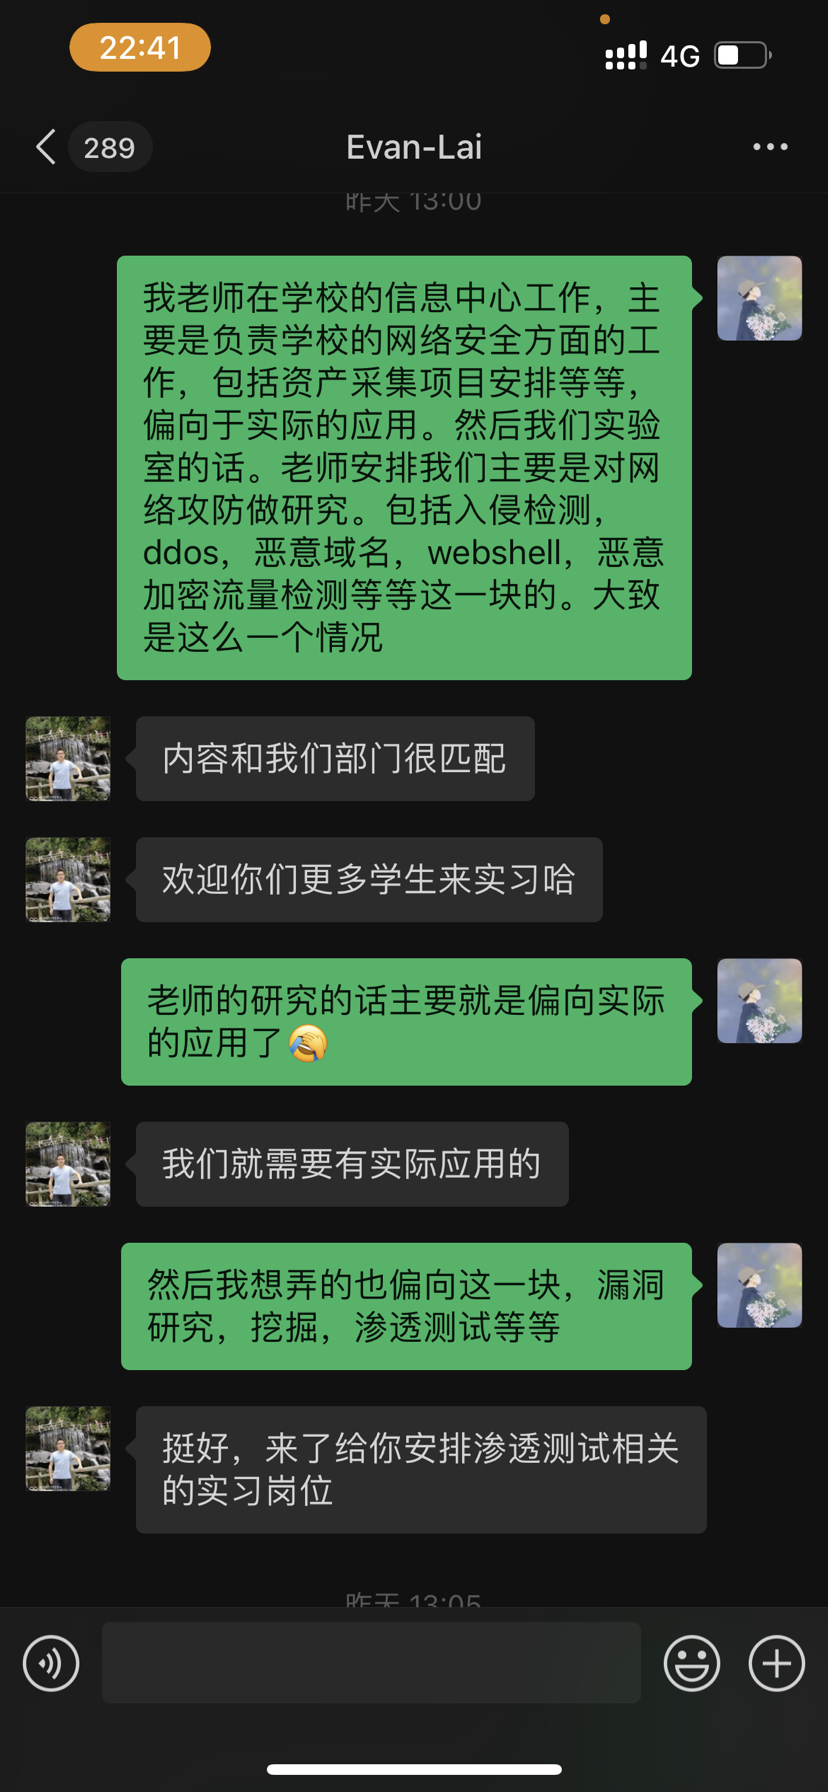 22:41
4G
289
Evan-Lai
昨天 13:00
我老师在学校的信息中心工作，主
要是负责学校的网络安全方面的工
作，包括资产采集项目安排等等，
偏向于实际的应用。然后我们实验
室的话。老师安排我们主要是对网
络攻防做研究。包括入侵检测，
ddos，恶意域名，webshell，恶意
加密流量检测等等这一块的。大致
是这么一个情况
内容和我们部门很匹配
欢迎你们更多学生来实习哈
老师的研究的话主要就是偏向实际
的应用了🤦
我们就需要有实际应用的
然后我想弄的也偏向这一块，漏洞
研究，挖掘，渗透测试等等
挺好，来了给你安排渗透测试相关
的实习岗位
昨天 13:05